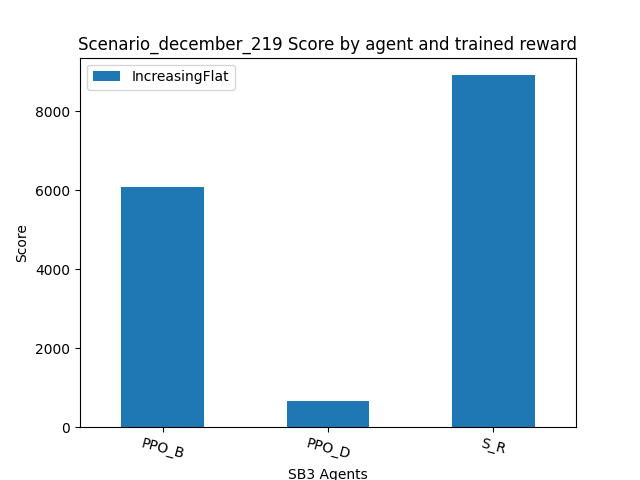 Scenario_december_219 Score by agent and trained reward
IncreasingFlat
8000
6000
4000
2000
0
Score
PPO_B
PPO_D
S_R
SB3 Agents